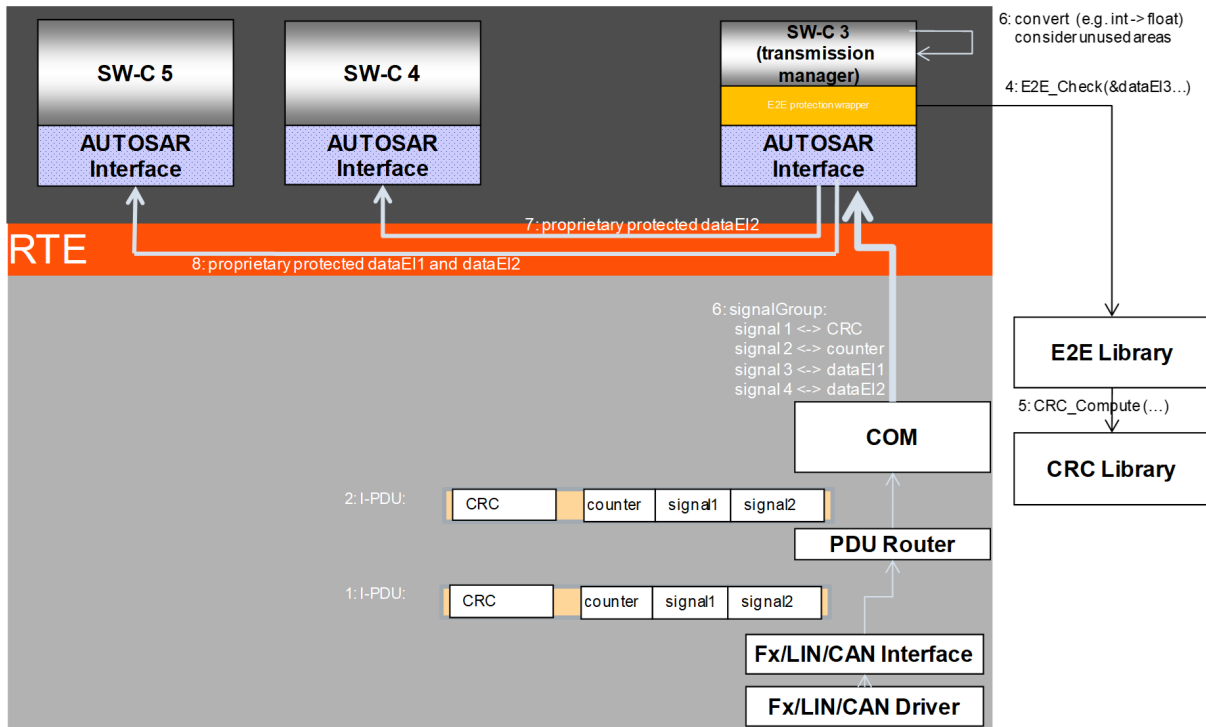 SW-C 5
AUTOSAR
Interface
SW-C 4
AUTOSAR
Interface
SW-C 3
(transmission
manager)
E2E protection wrapper
AUTOSAR
Interface
6: convert (e.g. int->float)
consider unused areas
4: E2E_Check(&dataEl3...)
7: proprietary protected dataEl2
RTE
8: proprietary protected dataEl1 and dataEl2
6: signalGroup:
signal 1 <-> CRC
signal 2 <-> counter
signal 3 <-> dataEl1
signal 4 <-> dataEl2
E2E Library
5: CRC_Compute(...)
CRC Library
COM
2: I-PDU:
CRC
counter
signal1
signal2
PDU Router
1: I-PDU:
CRC
counter
signal1
signal2
Fx/LIN/CAN Interface
Fx/LIN/CAN Driver